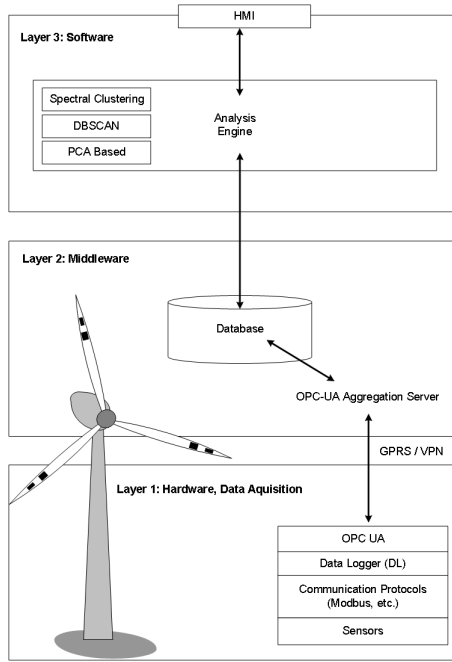 HMI
Layer 3: Software
Spectral Clustering
DBSCAN
PCA Based
Analysis
Engine
Layer 2: Middleware
Database
OPC-UA Aggregation Server
GPRS / VPN
Layer 1: Hardware, Data Aquisition
OPC UA
Data Logger (DL)
Communication Protocols
(Modbus, etc.)
Sensors